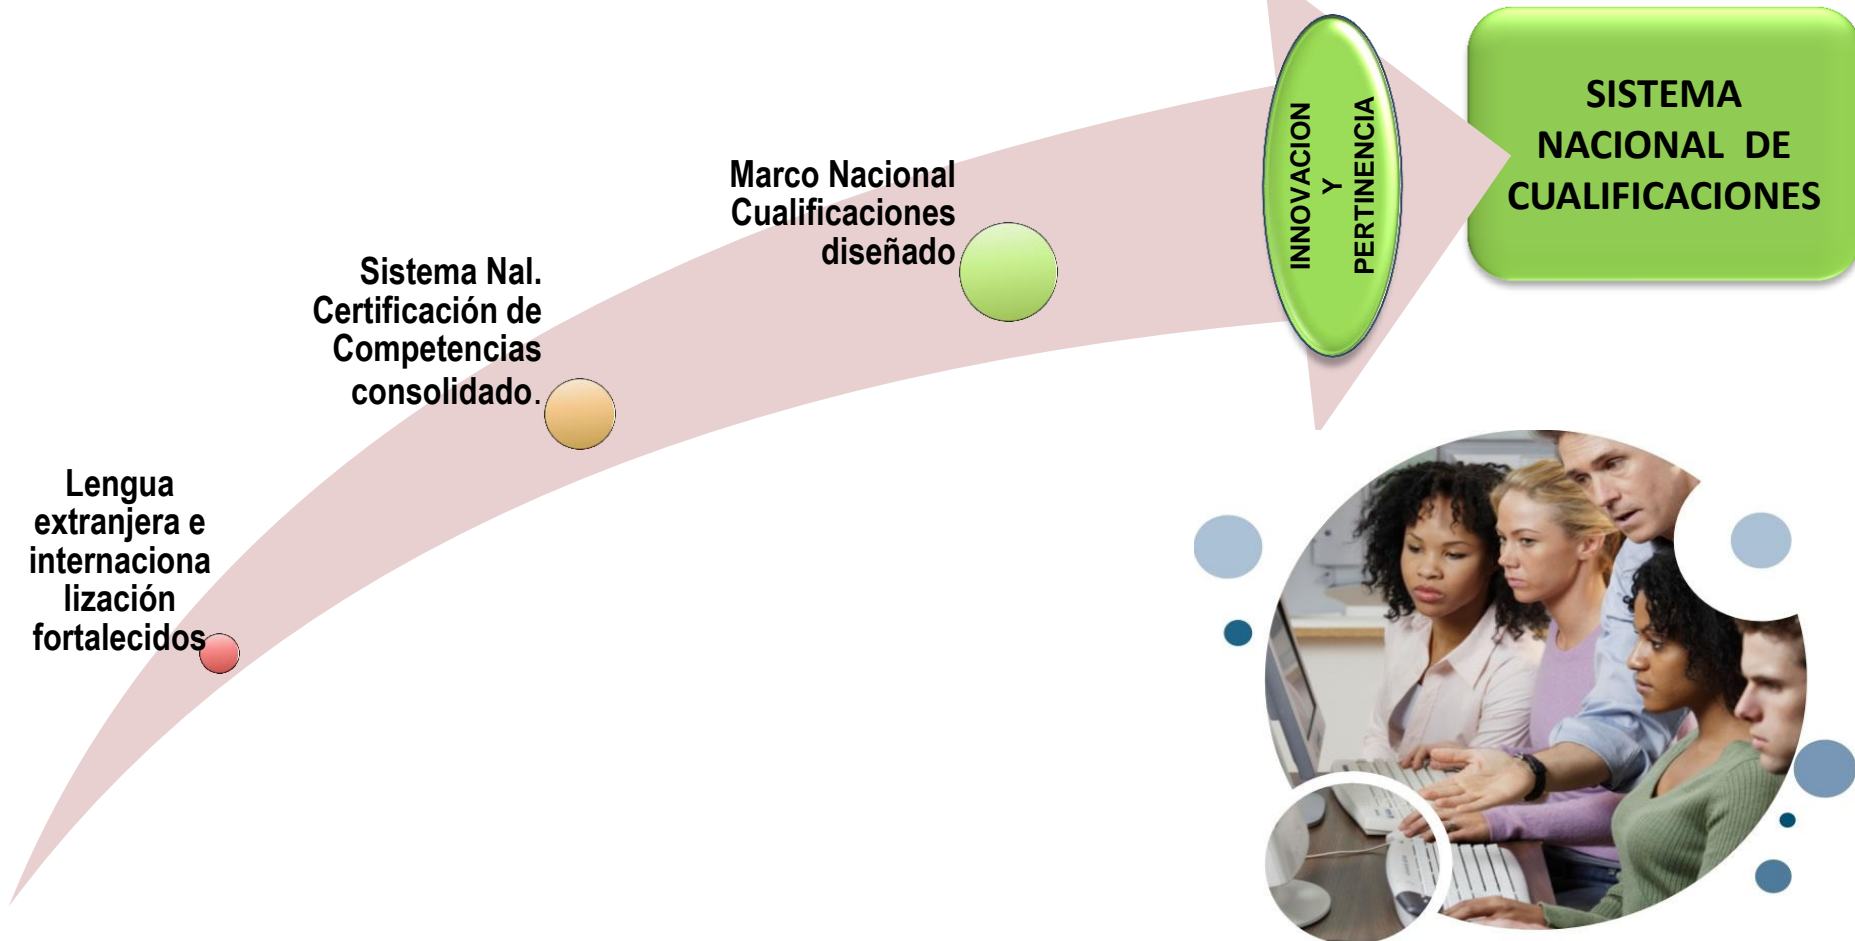 Lengua
extranjera e
internaciona
lización
fortalecidos
Sistema Nal.
Certificación de
Competencias
consolidado.
Marco Nacional
Cualificaciones
diseñado
INNOVACION
Y
PERTINENCIA
SISTEMA
NACIONAL DE
CUALIFICACIONES